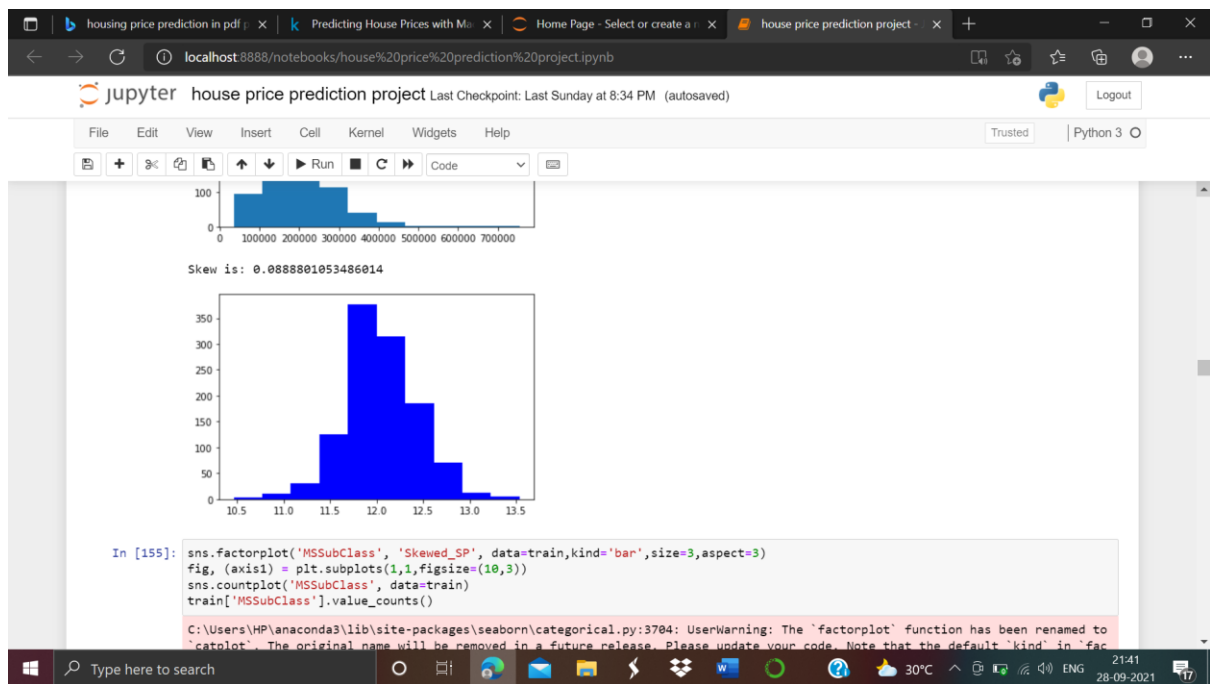 housing price prediction in pdf p
Predicting House Prices with Ma
Home Page - Select or create a n
house price prediction project - J
localhost:8888/notebooks/house%20price%20prediction%20project.ipynb
jupyter house price prediction project Last Checkpoint: Last Sunday at 8:34 PM (autosaved)
Logout
File Edit View Insert Cell Kernel Widgets Help
Trusted Python 3
Run Code
100
0
0 100000 200000 300000 400000 500000 600000 700000
Skew is: 0.0888801053486014
350
300
250
200
150
100
50
0
10.5 11.0 11.5 12.0 12.5 13.0 13.5
In [155]: sns.factorplot('MSSubClass', 'Skewed_SP', data=train,kind='bar',size=3,aspect=3)
fig, (axis1) = plt.subplots(1,1,figsize=(10,3))
sns.countplot('MSSubClass', data=train)
train['MSSubClass'].value_counts()
C:\Users\HP\anaconda3\lib\site-packages\seaborn\categorical.py:3704: UserWarning: The `factorplot` function has been renamed to
`catplot`. The original name will be removed in a future release. Please update your code. Note that the default `kind` in `fac
Type here to search
30°C ENG
21:41
28-09-2021
17